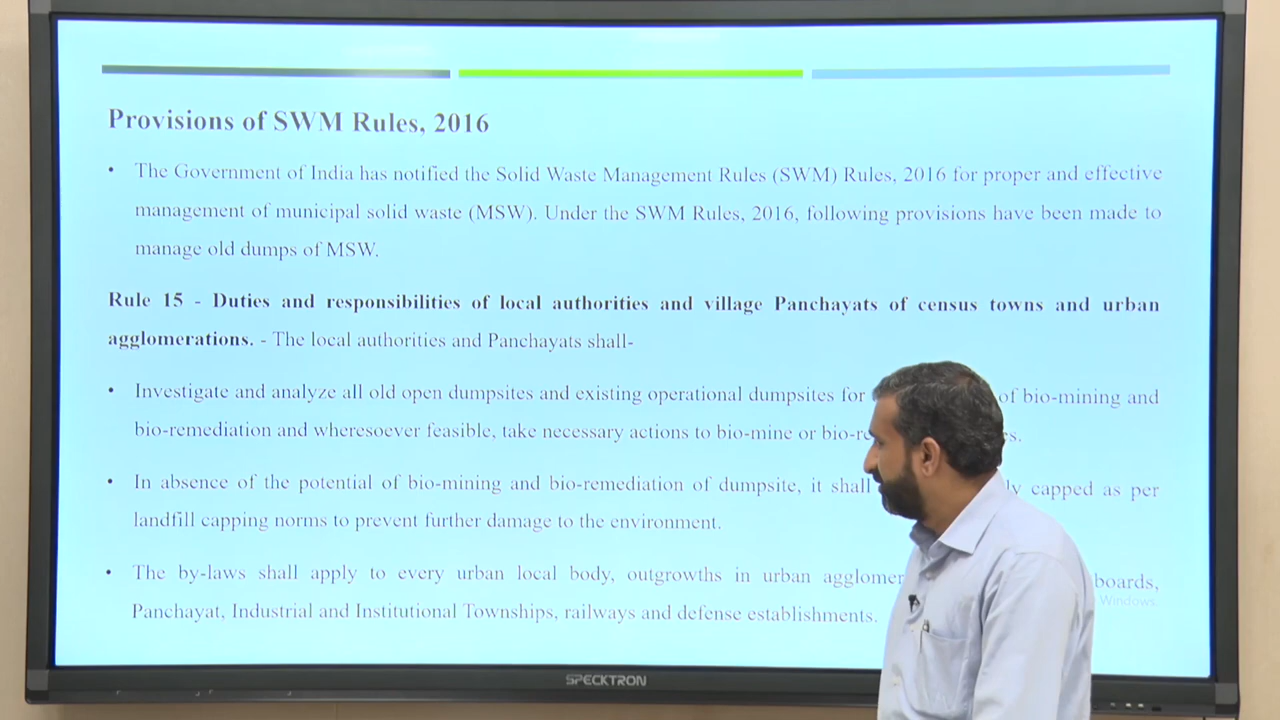 Provisions of SWM Rules, 2016
• The Government of India has notified the Solid Waste Management Rules (SWM) Rules, 2016 for proper and effective
management of municipal solid waste (MSW). Under the SWM Rules, 2016, following provisions have been made to
manage old dumps of MSW.
Rule 15 - Duties and responsibilities of local authorities and village Panchayats of census towns and urban
agglomerations. - The local authorities and Panchayats shall-
• Investigate and analyze all old open dumpsites and existing operational dumpsites for of bio-mining and
bio-remediation and wheresoever feasible, take necessary actions to bio-mine or
• In absence of the potential of bio-mining and bio-remediation of dumpsite, it shall capped as per
landfill capping norms to prevent further damage to the environment.
• The by-laws shall apply to every urban local body, outgrowths in urban boards,
Panchayat, Industrial and Institutional Townships, railways and defense establishments.
Windows.
SPECKTRON